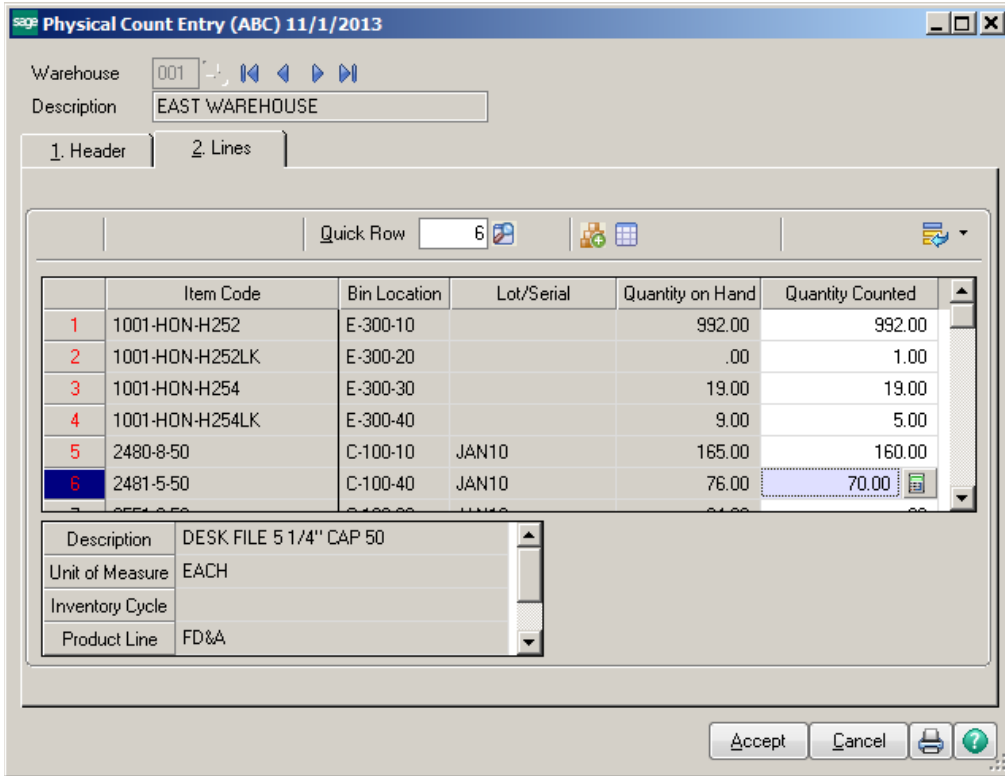 sage Physical Count Entry (ABC) 11/1/2013
Warehouse 001
Description EAST WAREHOUSE
1. Header 2. Lines
Quick Row 6
Item Code Bin Location Lot/Serial Quantity on Hand Quantity Counted
1 1001-HON-H252 E-300-10 992.00 992.00
2 1001-HON-H252LK E-300-20 .00 1.00
3 1001-HON-H254 E-300-30 19.00 19.00
4 1001-HON-H254LK E-300-40 9.00 5.00
5 2480-8-50 C-100-10 JAN10 165.00 160.00
6 2481-5-50 C-100-40 JAN10 76.00 70.00
Description DESK FILE 5 1/4" CAP 50
Unit of Measure EACH
Inventory Cycle
Product Line FD&A
Accept Cancel